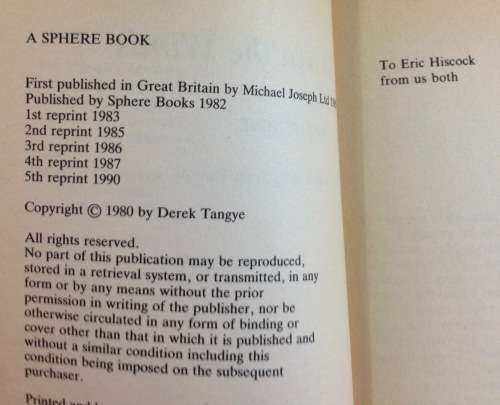 A SPHERE BOOK
First published in Great Britain by Michael Joseph Ltd
Published by Sphere Books 1982
1st reprint 1983
2nd reprint 1985
3rd reprint 1986
4th reprint 1987
5th reprint 1990
Copyright © 1980 by Derek Tangye
All rights reserved.
No part of this publication may be reproduced,
stored in a retrieval system, or transmitted, in any
form or by any means without the prior
permission in writing of the publisher, nor be
otherwise circulated in any form of binding or
cover other than that in which it is published and
without a similar condition including this
condition being imposed on the subsequent
purchaser.
Printed
To Eric Hiscock
from us both